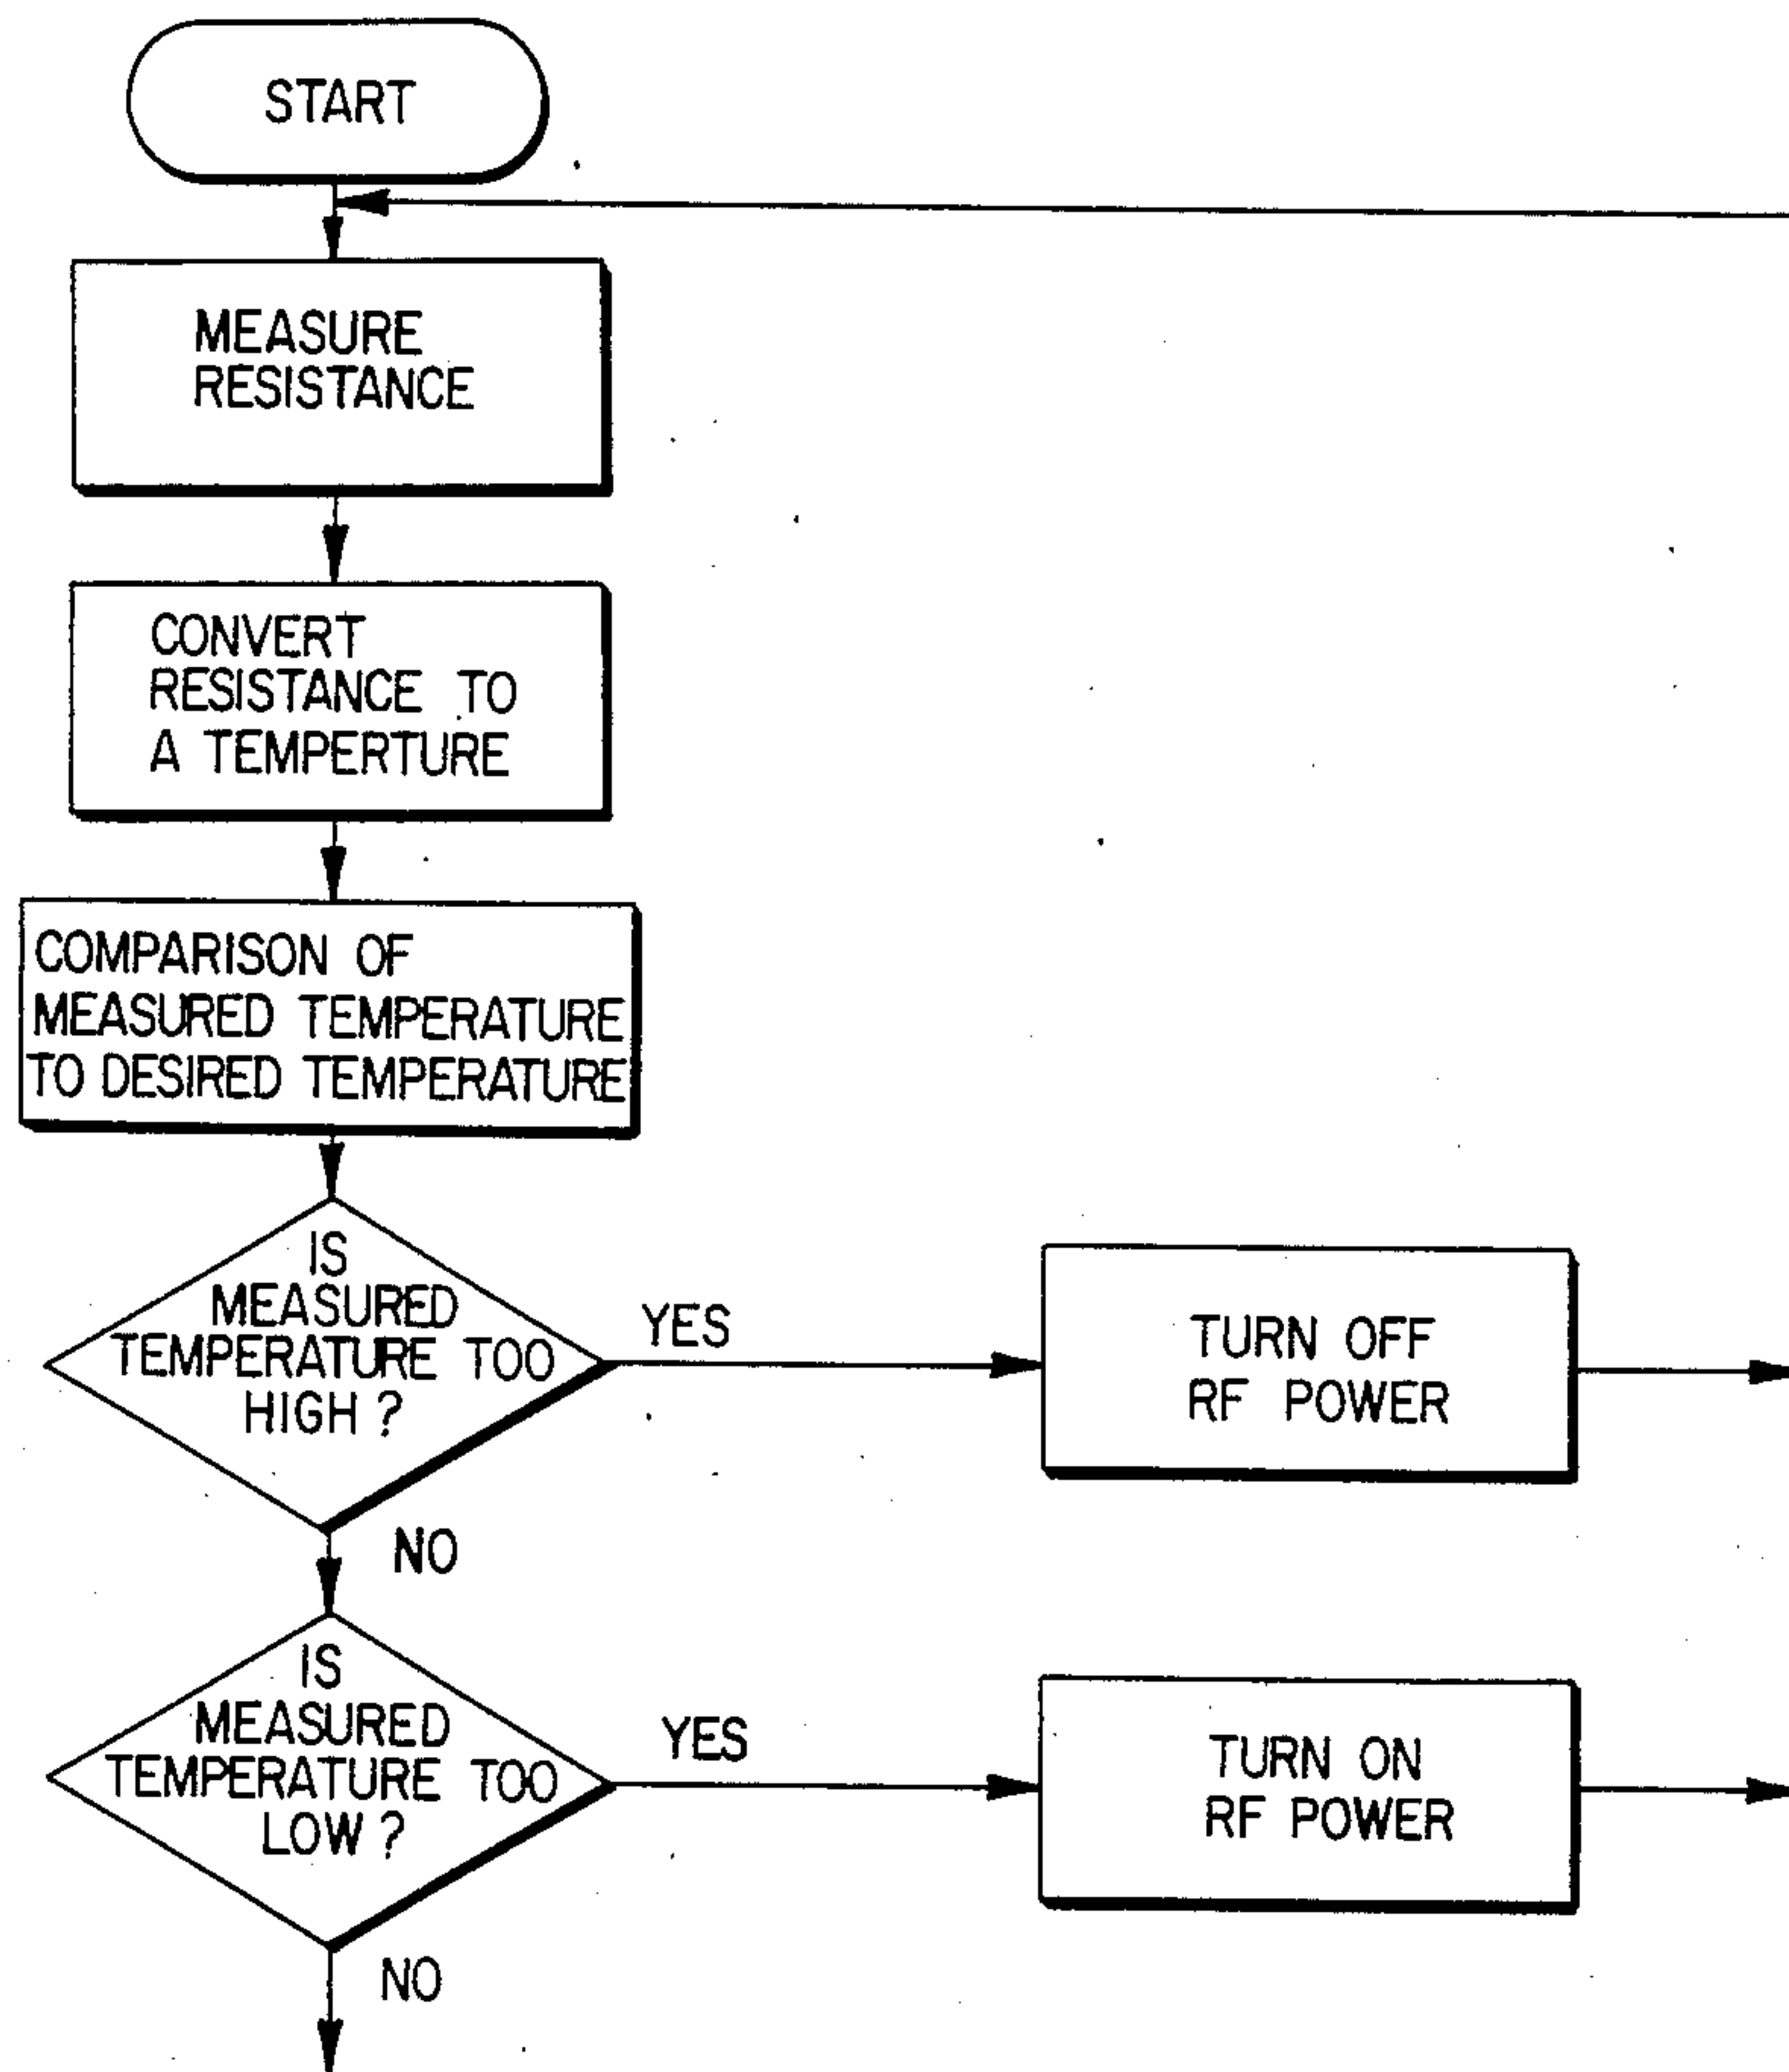 START
MEASURE
RESISTANCE
CONVERT
RESISTANCE TO
A TEMPERTURE
COMPARISON OF
MEASURED TEMPERATURE
TO DESIRED TEMPERATURE
IS
MEASURED
TEMPERATURE TOO
HIGH ?
YES
TURN OFF
RF POWER
NO
IS
MEASURED
TEMPERATURE TOO
LOW ?
YES
TURN ON
RF POWER
NO